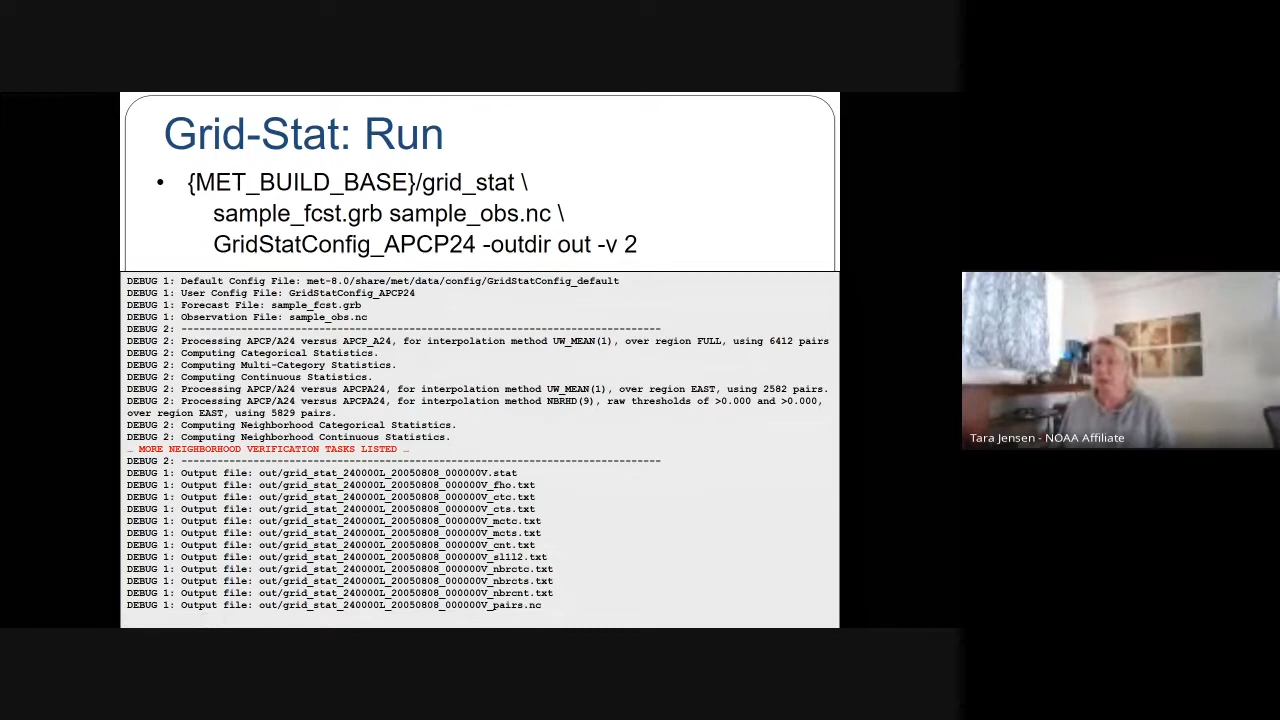 Grid-Stat: Run
• {MET_BUILD_BASE}/grid_stat \
sample_fcst.grb sample_obs.nc \
GridStatConfig_APCP24 -outdir out -v 2
DEBUG 1: Default Config File: met-8.0/share/met/data/config/GridStatConfig_default
DEBUG 1: User Config File: GridStatConfig_APCP24
DEBUG 1: Forecast File: sample_fcst.grb
DEBUG 1: Observation File: sample_obs.nc
DEBUG 2: --------------------------------------------------------------------------------
DEBUG 2: Processing APCP/A24 versus APCP_A24, for interpolation method UW_MEAN(1), over region FULL, using 6412 pairs
DEBUG 2: Computing Categorical Statistics.
DEBUG 2: Computing Multi-Category Statistics.
DEBUG 2: Computing Continuous Statistics.
DEBUG 2: Processing APCP/A24 versus APCPA24, for interpolation method UW_MEAN(1), over region EAST, using 2582 pairs.
DEBUG 2: Processing APCP/A24 versus APCPA24, for interpolation method NBRHD(9), raw thresholds of >0.000 and >0.000,
over region EAST, using 5829 pairs.
DEBUG 2: Computing Neighborhood Categorical Statistics.
DEBUG 2: Computing Neighborhood Continuous Statistics.
… MORE NEIGHBORHOOD VERIFICATION TASKS LISTED …
DEBUG 2: --------------------------------------------------------------------------------
DEBUG 1: Output file: out/grid_stat_240000L_20050808_000000V.stat
DEBUG 1: Output file: out/grid_stat_240000L_20050808_000000V_fho.txt
DEBUG 1: Output file: out/grid_stat_240000L_20050808_000000V_ctc.txt
DEBUG 1: Output file: out/grid_stat_240000L_20050808_000000V_cts.txt
DEBUG 1: Output file: out/grid_stat_240000L_20050808_000000V_mctc.txt
DEBUG 1: Output file: out/grid_stat_240000L_20050808_000000V_mcts.txt
DEBUG 1: Output file: out/grid_stat_240000L_20050808_000000V_cnt.txt
DEBUG 1: Output file: out/grid_stat_240000L_20050808_000000V_sl1l2.txt
DEBUG 1: Output file: out/grid_stat_240000L_20050808_000000V_nbrctc.txt
DEBUG 1: Output file: out/grid_stat_240000L_20050808_000000V_nbrcts.txt
DEBUG 1: Output file: out/grid_stat_240000L_20050808_000000V_nbrcnt.txt
DEBUG 1: Output file: out/grid_stat_240000L_20050808_000000V_pairs.nc
Tara Jensen - NOAA Affiliate